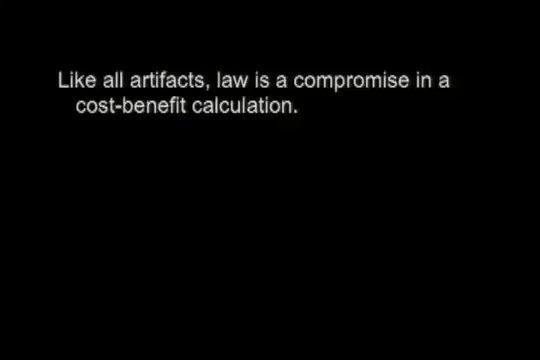 Like all artifacts, law is a compromise in a
cost-benefit calculation.